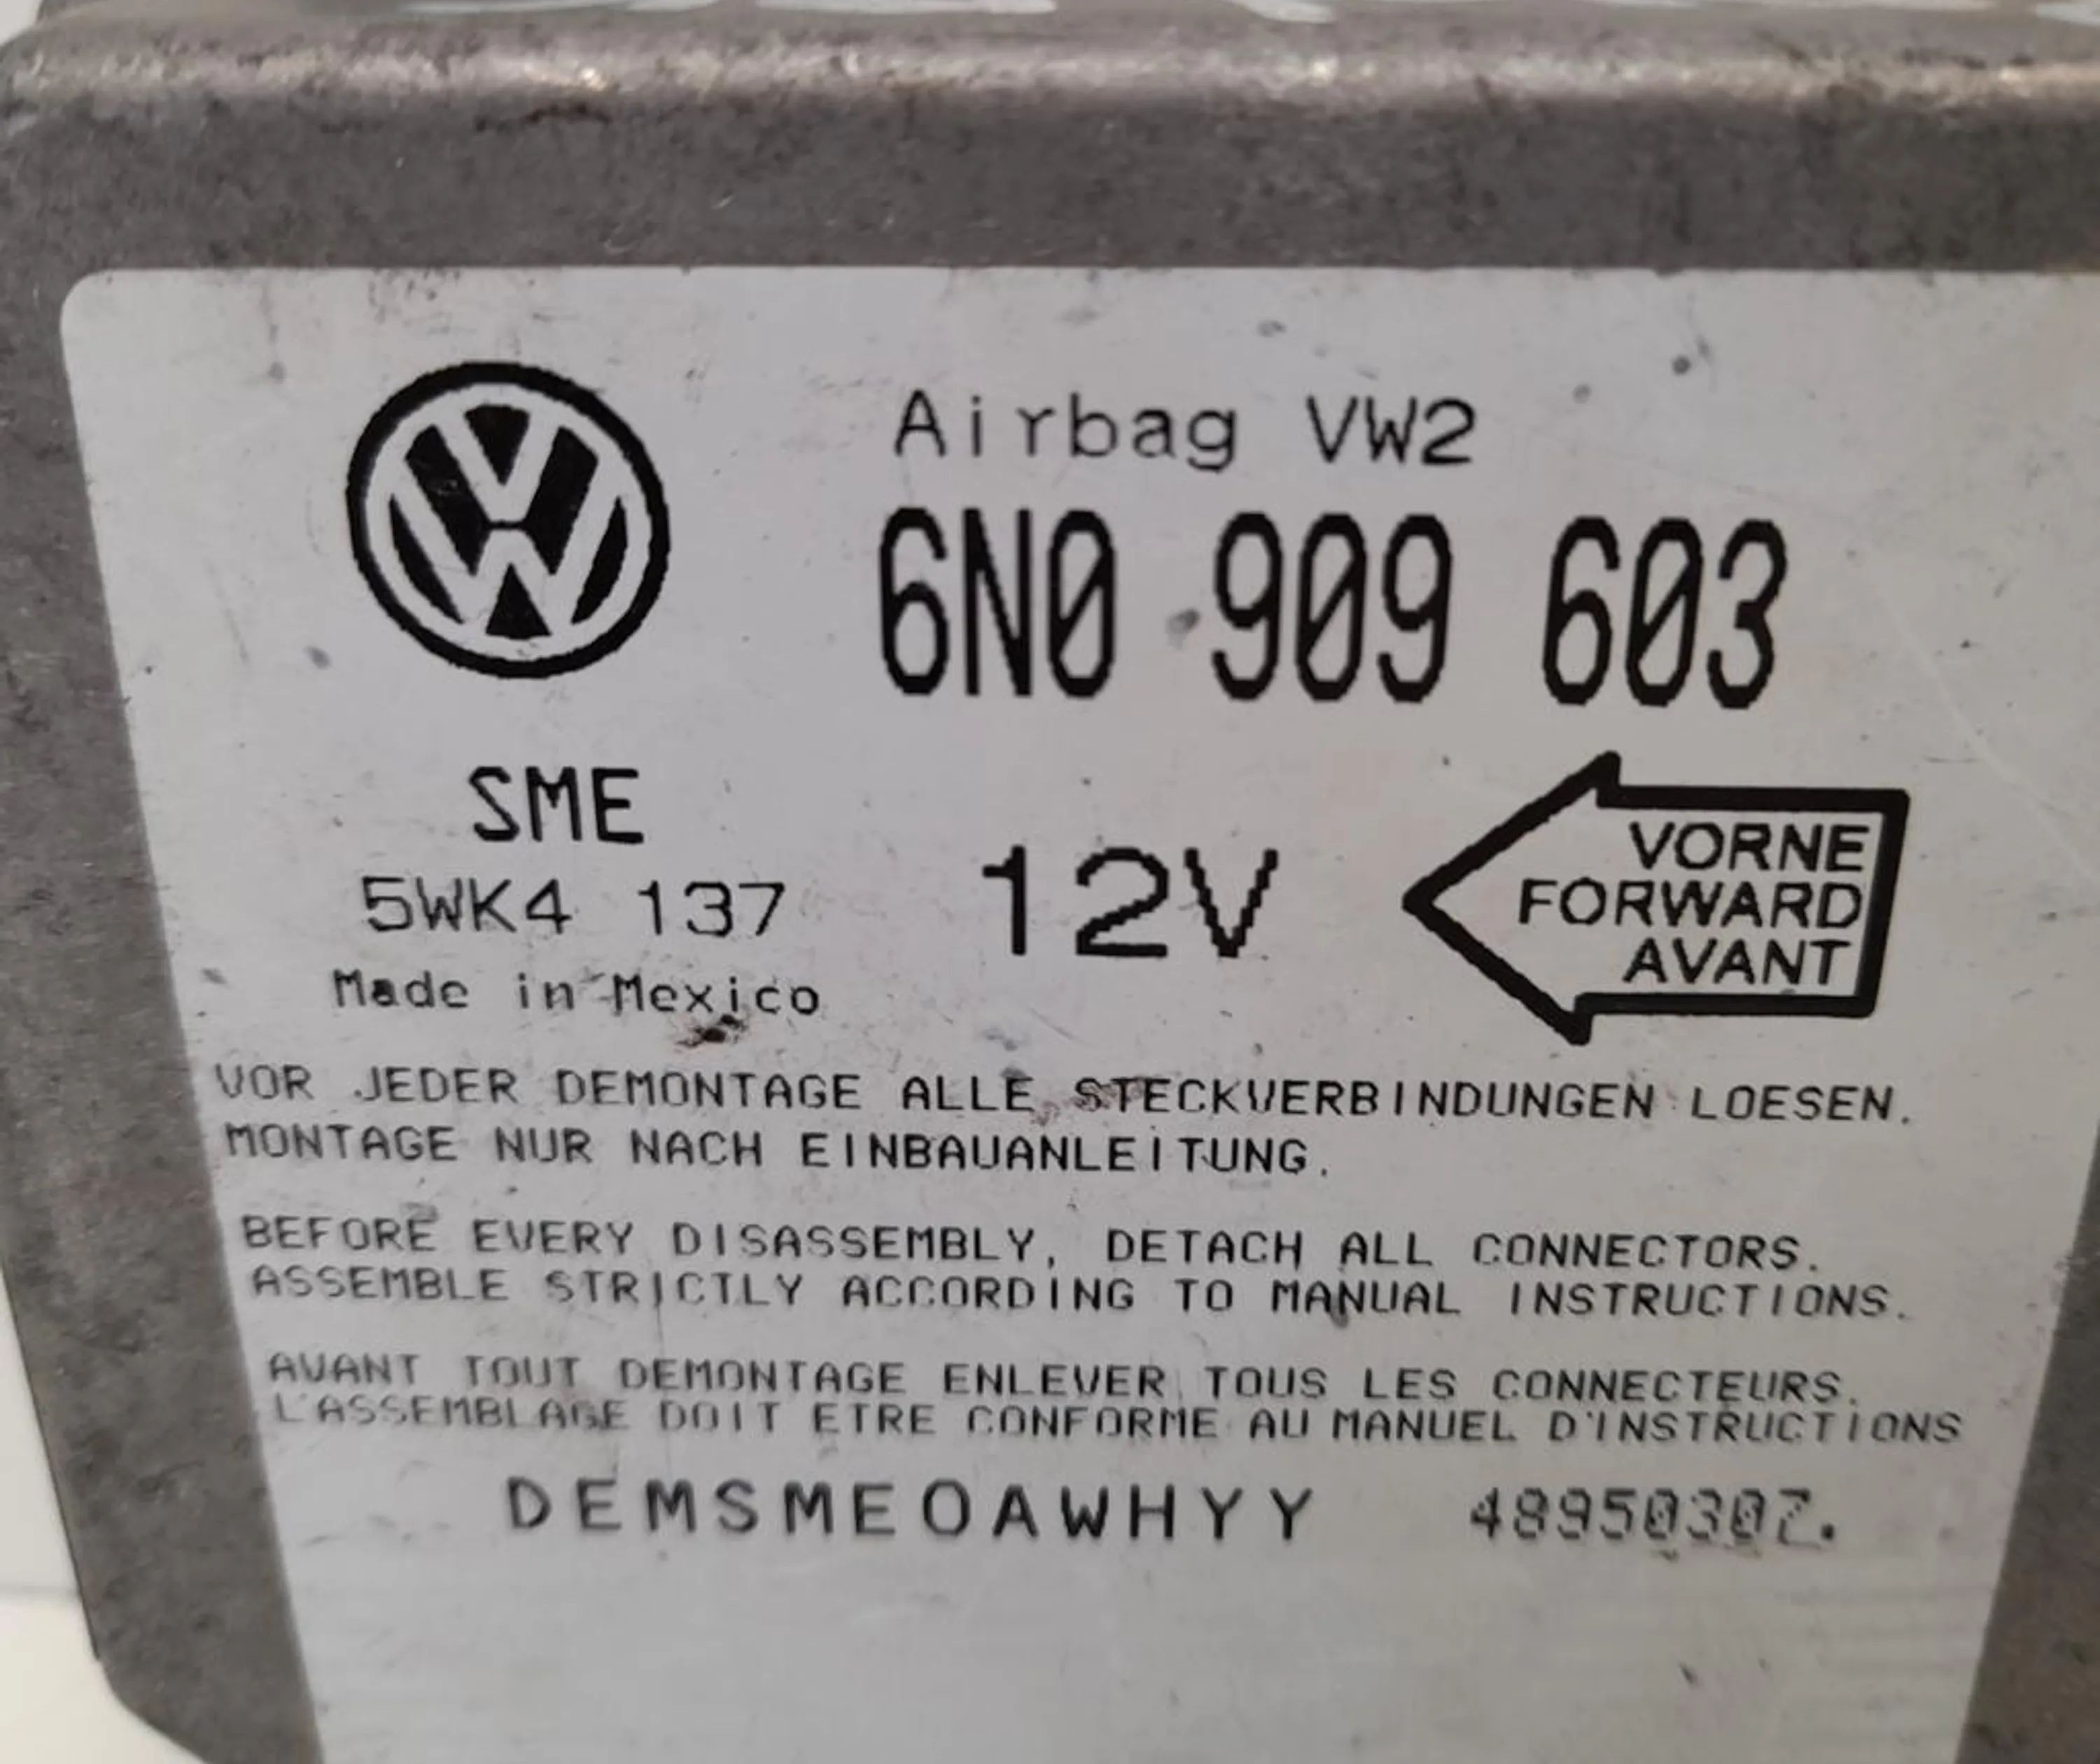 Airbag VW2
6N0 909 603
SME
5WK4 137
12V
VORNE
FORWARD
AVANT
Made in Mexico
VOR JEDER DEMONTAGE ALLE STECKVERBINDUNGEN LOESEN.
MONTAGE NUR NACH EINBAUANLEITUNG.
BEFORE EVERY DISASSEMBLY, DETACH ALL CONNECTORS.
ASSEMBLE STRICTLY ACCORDING TO MANUAL INSTRUCTIONS.
AVANT TOUT DEMONTAGE ENLEVER TOUS LES CONNECTEURS.
L'ASSEMBLAGE DOIT ETRE CONFORME AU MANUEL D'INSTRUCTIONS
DEMSMEOAWHYY